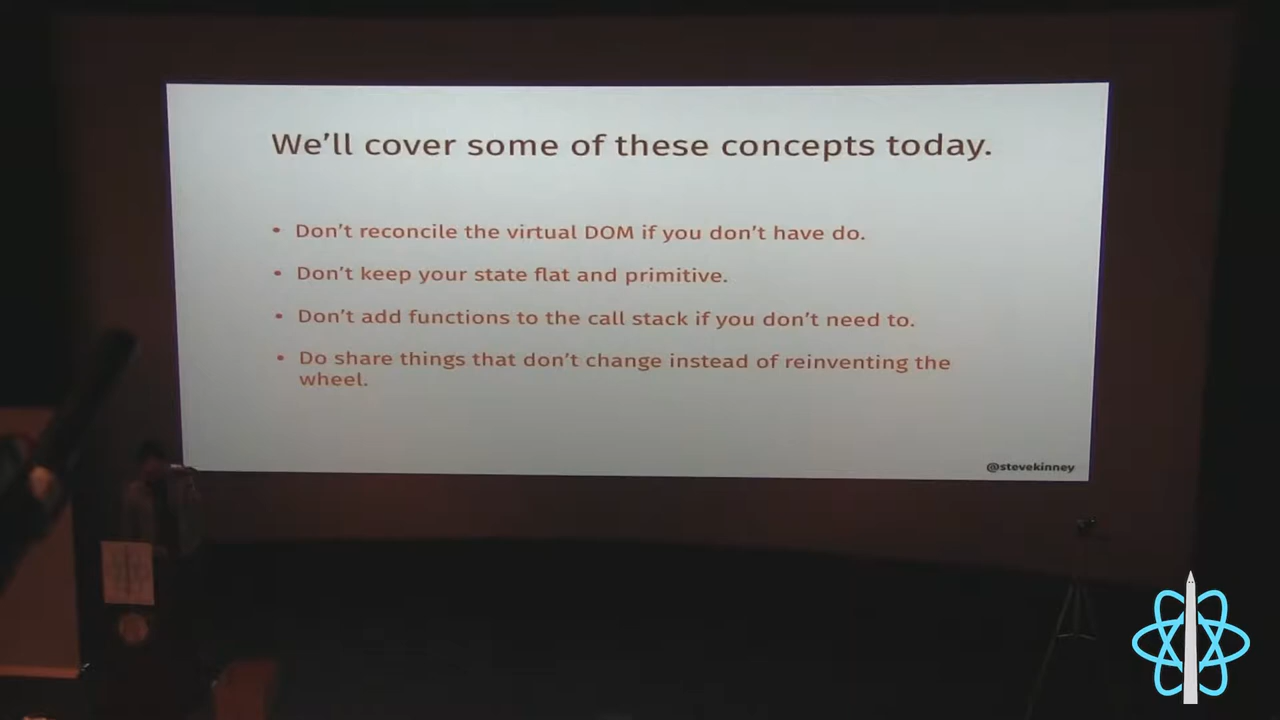 We'll cover some of these concepts today.
• Don't reconcile the virtual DOM if you don't have do.
• Don't keep your state flat and primitive.
• Don't add functions to the call stack if you don't need to.
• Do share things that don't change instead of reinventing the
wheel.
@stevekinney